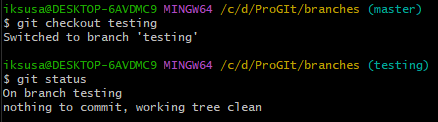 iksusa@DESKTOP-6AVDMC9 MINGW64 /c/d/ProGIt/branches (master)
$ git checkout testing
Switched to branch 'testing'
iksusa@DESKTOP-6AVDMC9 MINGW64 /c/d/ProGIt/branches (testing)
$ git status
On branch testing
nothing to commit, working tree clean